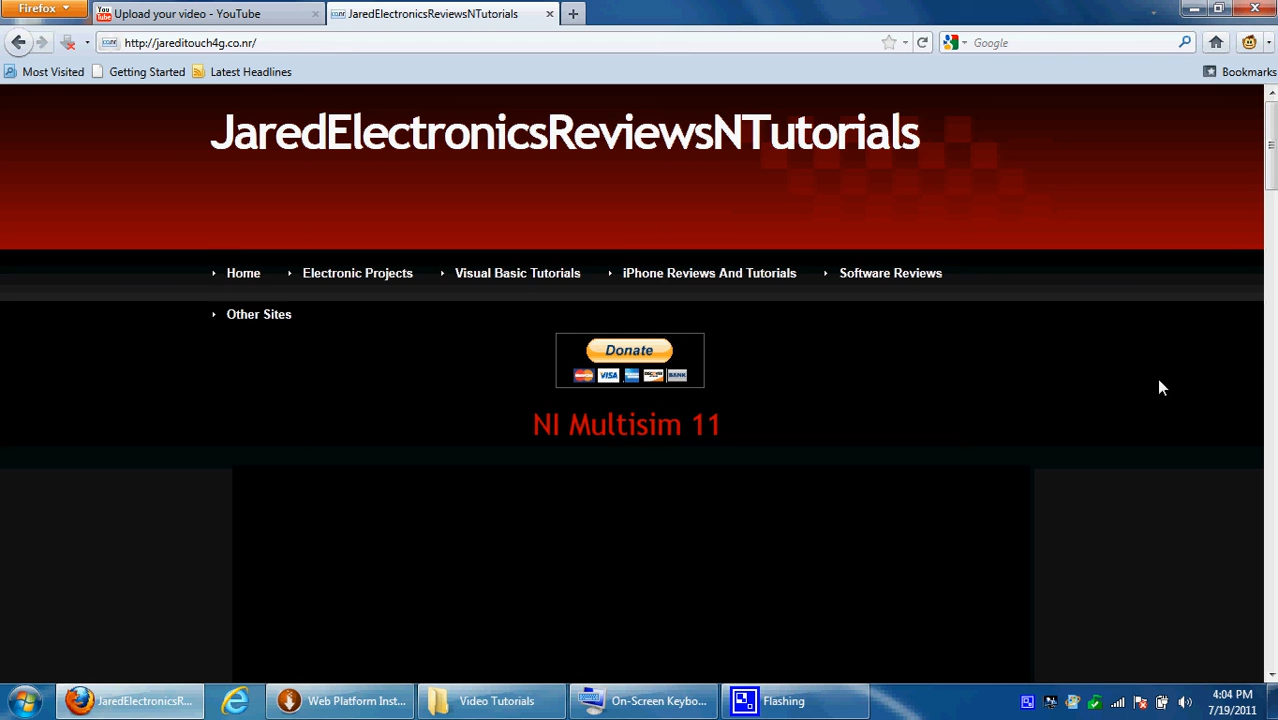 Firefox
Upload your video - YouTube
JaredElectronicsReviewsNTutorials
http://jareditouch4g.co.nr/
Google
Most Visited
Getting Started
Latest Headlines
Bookmarks
JaredElectronicsReviewsNTutorials
Home
Electronic Projects
Visual Basic Tutorials
iPhone Reviews And Tutorials
Software Reviews
Other Sites
Donate
VISA
BANK
NI Multisim 11
JaredElectronicsR...
Web Platform Inst...
Video Tutorials
On-Screen Keybo...
Flashing
4:04 PM
7/19/2011